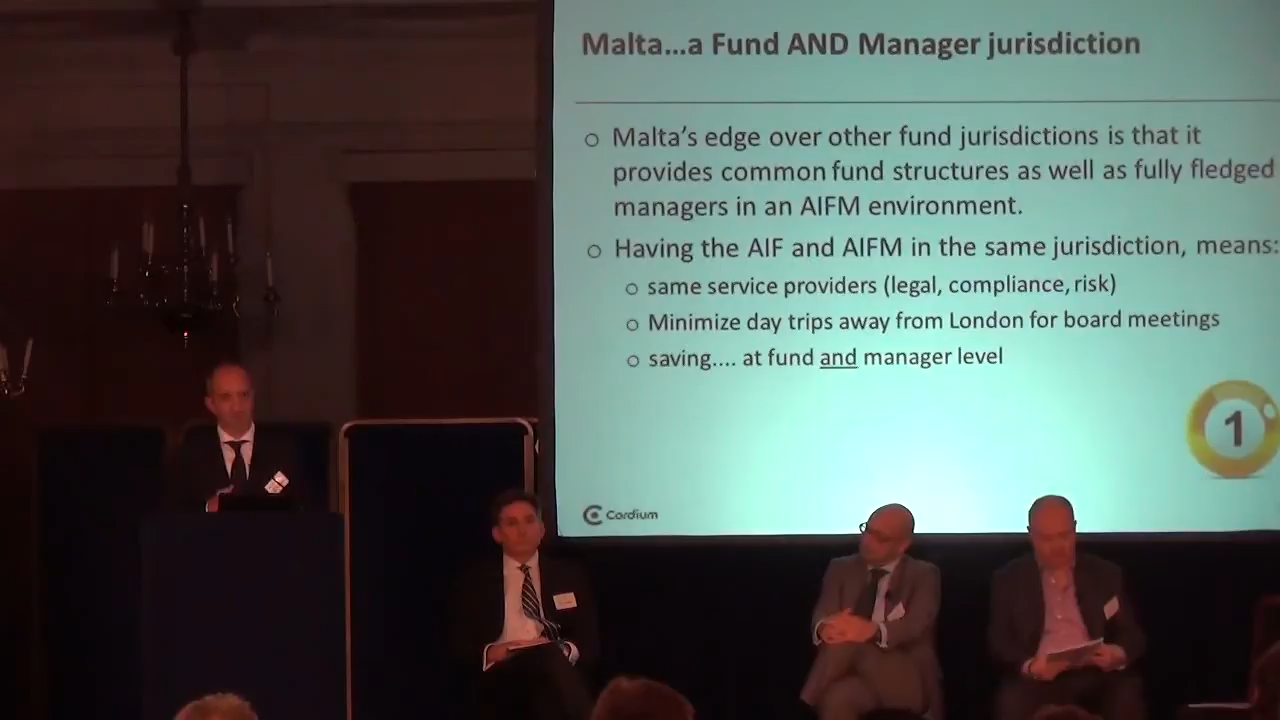 Malta...a Fund AND Manager jurisdiction
○ Malta's edge over other fund jurisdictions is that it
provides common fund structures as well as fully fledged
managers in an AIFM environment.
○ Having the AIF and AIFM in the same jurisdiction, means:
○ same service providers (legal, compliance, risk)
○ Minimize day trips away from London for board meetings
○ saving.... at fund and manager level
1
Cordium